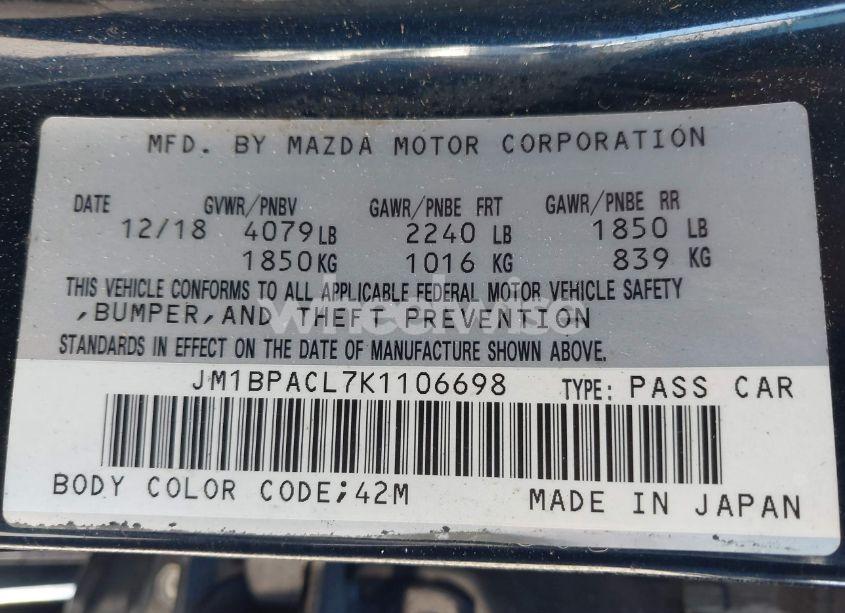 MFD. BY MAZDA MOTOR CORPORATION
DATE GVWR/PNBV GAWR/PNBE FRT GAWR/PNBE RR
12/18 4079 LB 2240 LB 1850 LB
1850 KG 1016 KG 839 KG
THIS VEHICLE CONFORMS TO ALL APPLICABLE FEDERAL MOTOR VEHICLE SAFETY
,BUMPER,AND THEFT PREVENTION
STANDARDS IN EFFECT ON THE DATE OF MANUFACTURE SHOWN ABOVE.
JM1BPACL7K1106698 TYPE: PASS CAR
BODY COLOR CODE;42M MADE IN JAPAN
wheelwise